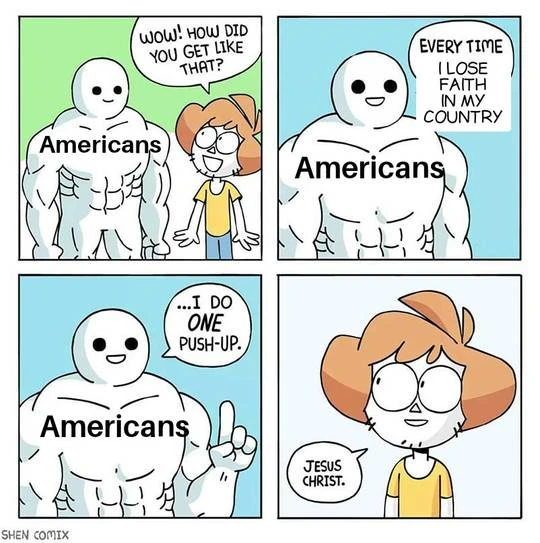 WOW! HOW DID
YOU GET LIKE
THAT?
Americans
EVERY TIME
I LOSE
FAITH
IN MY
COUNTRY
Americans
...I DO
ONE
PUSH-UP.
Americans
JESUS
CHRIST.
SHEN COMIX